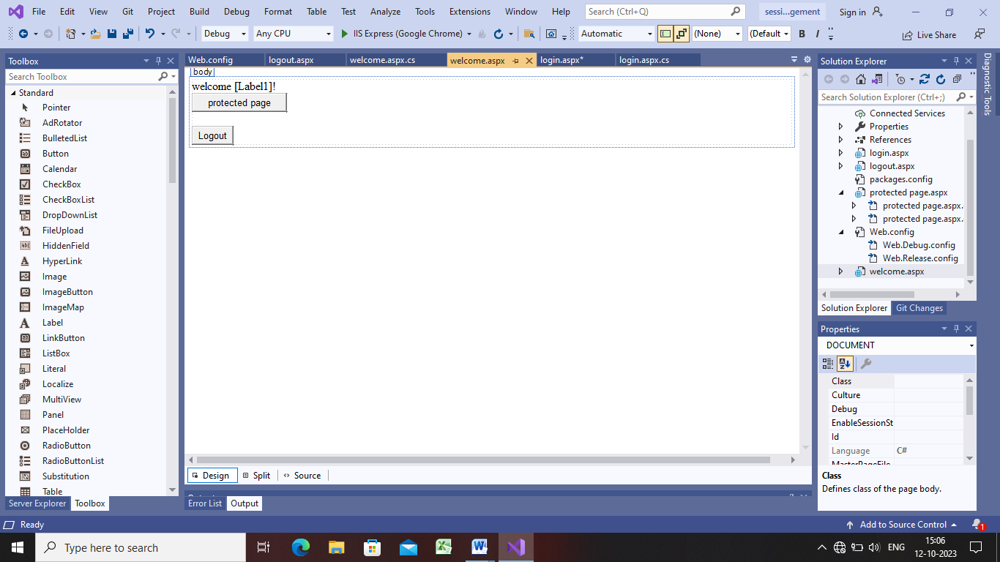 File Edit View Git Project Build Debug Format Table Test Analyze Tools Extensions Window Help Search (Ctrl+Q) sessi...gement Sign in
Debug Any CPU IIS Express (Google Chrome) Automatic (None) (Default B I Live Share
Toolbox
Search Toolbox
Standard
Pointer
AdRotator
BulletedList
Button
Calendar
CheckBox
CheckBoxList
DropDownList
FileUpload
HiddenField
HyperLink
Image
ImageButton
ImageMap
Label
LinkButton
ListBox
Literal
Localize
MultiView
Panel
PlaceHolder
RadioButton
RadioButtonList
Substitution
Table
Server Explorer Toolbox
Web.config logout.aspx welcome.aspx.cs welcome.aspx login.aspx* login.aspx.cs
body
welcome [Label1]!
protected page
Logout
Design Split Source
Error List Output
Solution Explorer
Search Solution Explorer (Ctrl+;)
Connected Services
Properties
References
login.aspx
logout.aspx
packages.config
protected page.aspx
protected page.aspx.
protected page.aspx.
Web.config
Web.Debug.config
Web.Release.config
welcome.aspx
Solution Explorer Git Changes
Properties
DOCUMENT
Class
Culture
Debug
EnableSessionSt
Id
Language C#
MasterPageFile
Class
Defines class of the page body.
Diagnostic Tools
Ready Add to Source Control 1
Type here to search ENG 15:06
12-10-2023